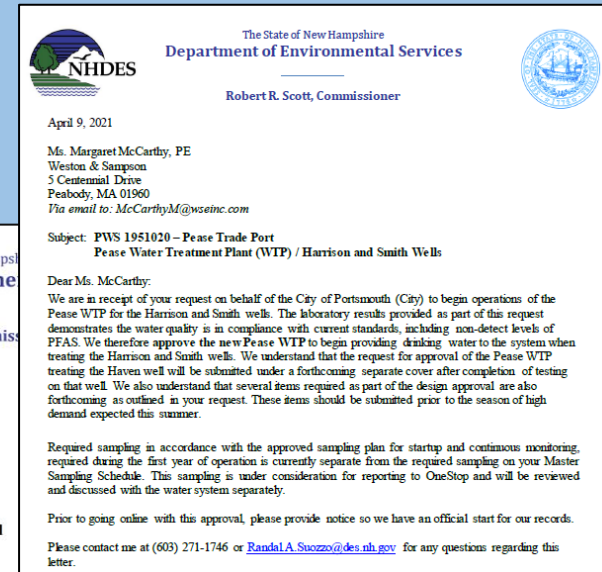 The State of New Hampshire
Department of Environmental Services
NHDES
Robert R. Scott, Commissioner
April 9, 2021
Ms. Margaret McCarthy, PE
Weston & Sampson
5 Centennial Drive
Peabody, MA 01960
Via email to: McCarthyM@wseinc.com
Subject: PWS 1951020 – Pease Trade Port
Pease Water Treatment Plant (WTP) / Harrison and Smith Wells
Dear Ms. McCarthy:
We are in receipt of your request on behalf of the City of Portsmouth (City) to begin operations of the
Pease WTP for the Harrison and Smith wells. The laboratory results provided as part of this request
demonstrates the water quality is in compliance with current standards, including non-detect levels of
PFAS. We therefore approve the new Pease WTP to begin providing drinking water to the system when
treating the Harrison and Smith wells. We understand that the request for approval of the Pease WTP
treating the Haven well will be submitted under a forthcoming separate cover after completion of testing
on that well. We also understand that several items required as part of the design approval are also
forthcoming as outlined in your request. These items should be submitted prior to the season of high
demand expected this summer.
Required sampling in accordance with the approved sampling plan for startup and continuous monitoring,
required during the first year of operation is currently separate from the required sampling on your Master
Sampling Schedule. This sampling is under consideration for reporting to OneStop and will be reviewed
and discussed with the water system separately.
Prior to going online with this approval, please provide notice so we have an official start for our records.
Please contact me at (603) 271-1746 or Randal.A.Suozzo@des.nh.gov for any questions regarding this
letter.